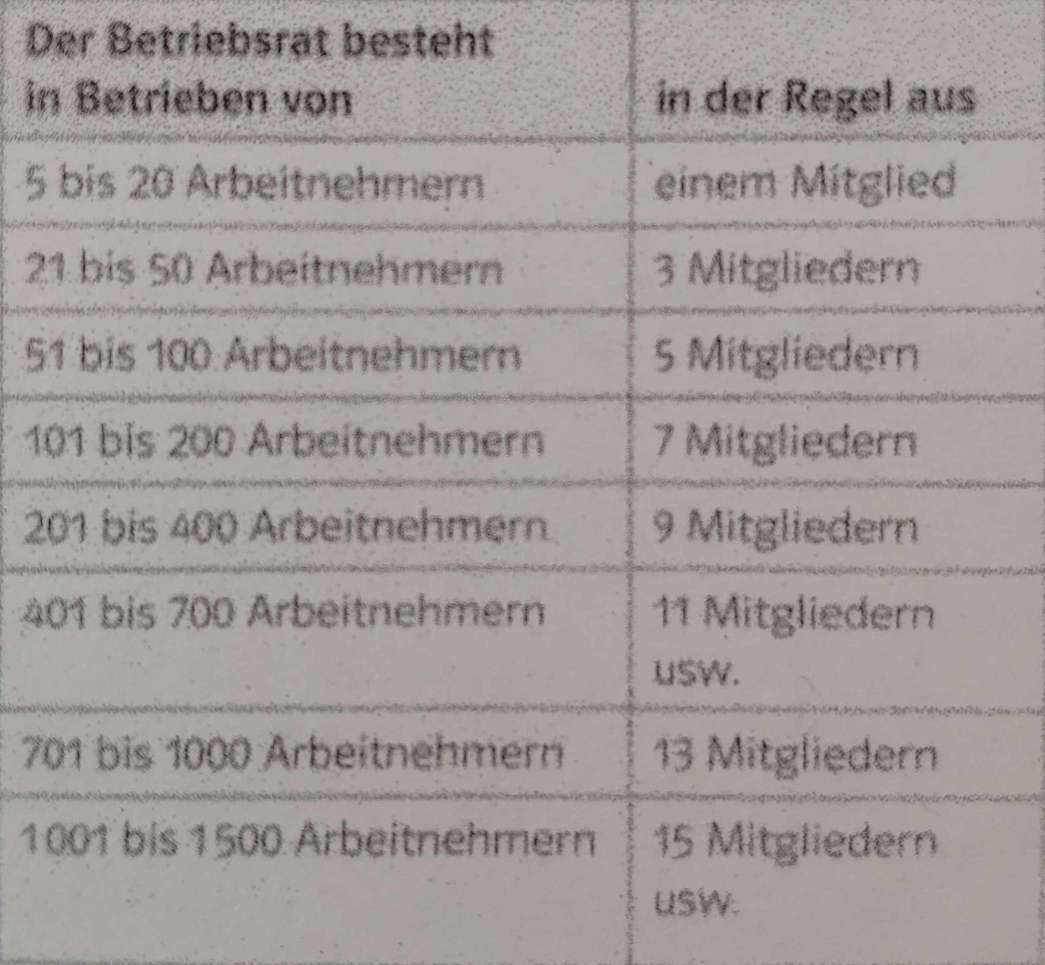 Der Betriebsrat besteht
in Betrieben von
in der Regel aus
5 bis 20 Arbeitnehmern
einem Mitglied
21 bis 50 Arbeitnehmern
3 Mitgliedern
51 bis 100 Arbeitnehmern
5 Mitgliedern
101 bis 200 Arbeitnehmern
7 Mitgliedern
201 bis 400 Arbeitnehmern
9 Mitgliedern
401 bis 700 Arbeitnehmern
11 Mitgliedern
usw.
701 bis 1000 Arbeitnehmern
13 Mitgliedern
1001 bis 1500 Arbeitnehmern
15 Mitgliedern
usw.